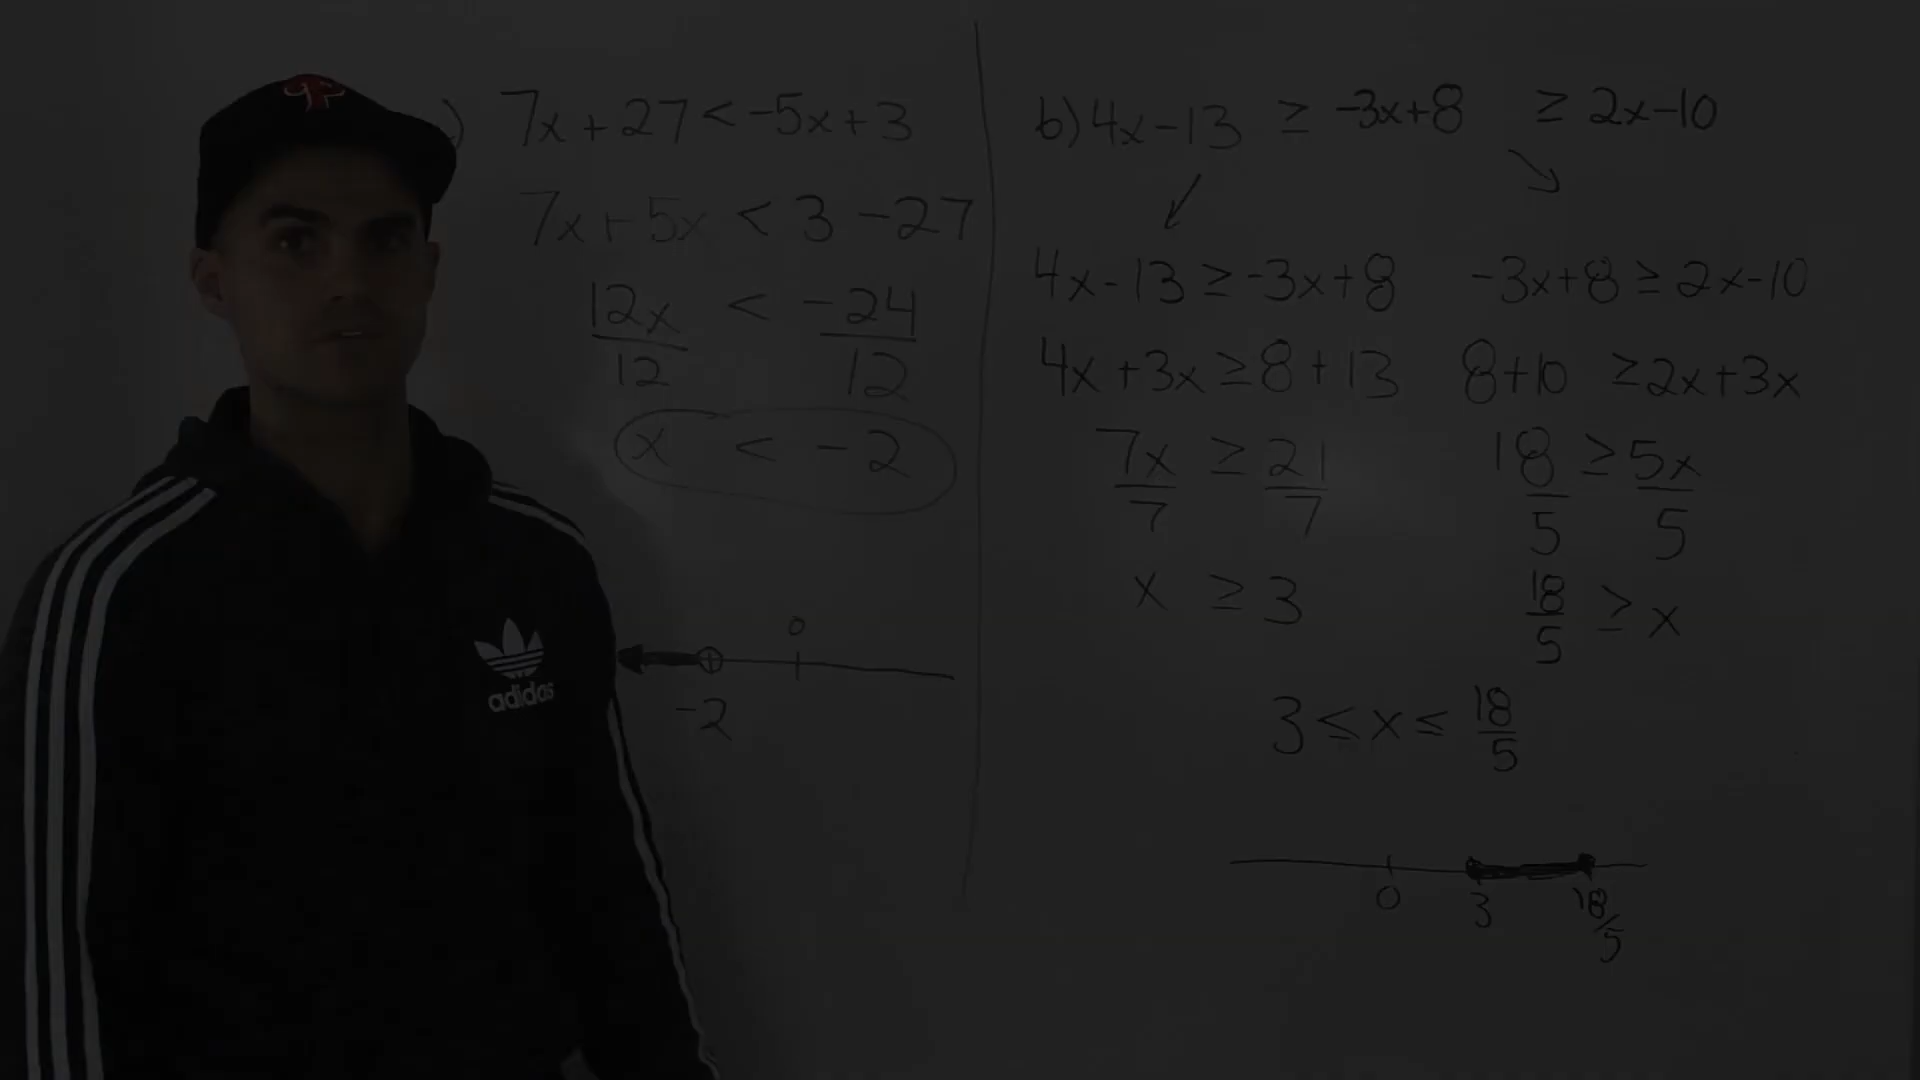 ) 7x + 27 < -5x + 3
7x + 5x < 3 - 27
12x/12 < -24/12
x < -2
0
-2
adidas
b) 4x - 13 ≥ -3x + 8 ≥ 2x - 10
4x - 13 ≥ -3x + 8
4x + 3x ≥ 8 + 13
7x/7 ≥ 21/7
x ≥ 3
-3x + 8 ≥ 2x - 10
8 + 10 ≥ 2x + 3x
18/5 ≥ 5x/5
18/5 ≥ x
3 ≤ x ≤ 18/5
0 3 18/5